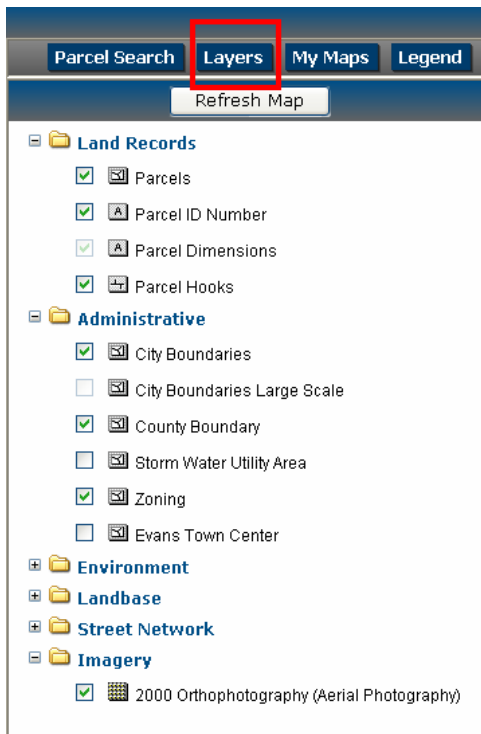 Parcel Search Layers My Maps Legend
Refresh Map
Land Records
Parcels
A Parcel ID Number
A Parcel Dimensions
Parcel Hooks
Administrative
City Boundaries
City Boundaries Large Scale
County Boundary
Storm Water Utility Area
Zoning
Evans Town Center
Environment
Landbase
Street Network
Imagery
2000 Orthophotography (Aerial Photography)